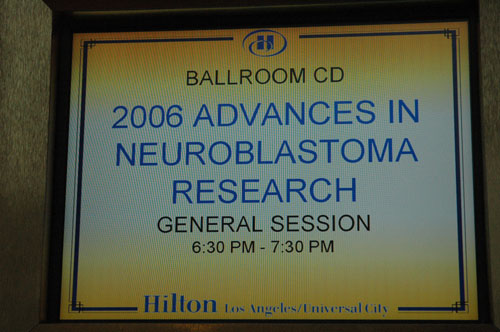 BALLROOM CD
2006 ADVANCES IN
NEUROBLASTOMA
RESEARCH
GENERAL SESSION
6:30 PM - 7:30 PM
Hilton Los Angeles/Universal City